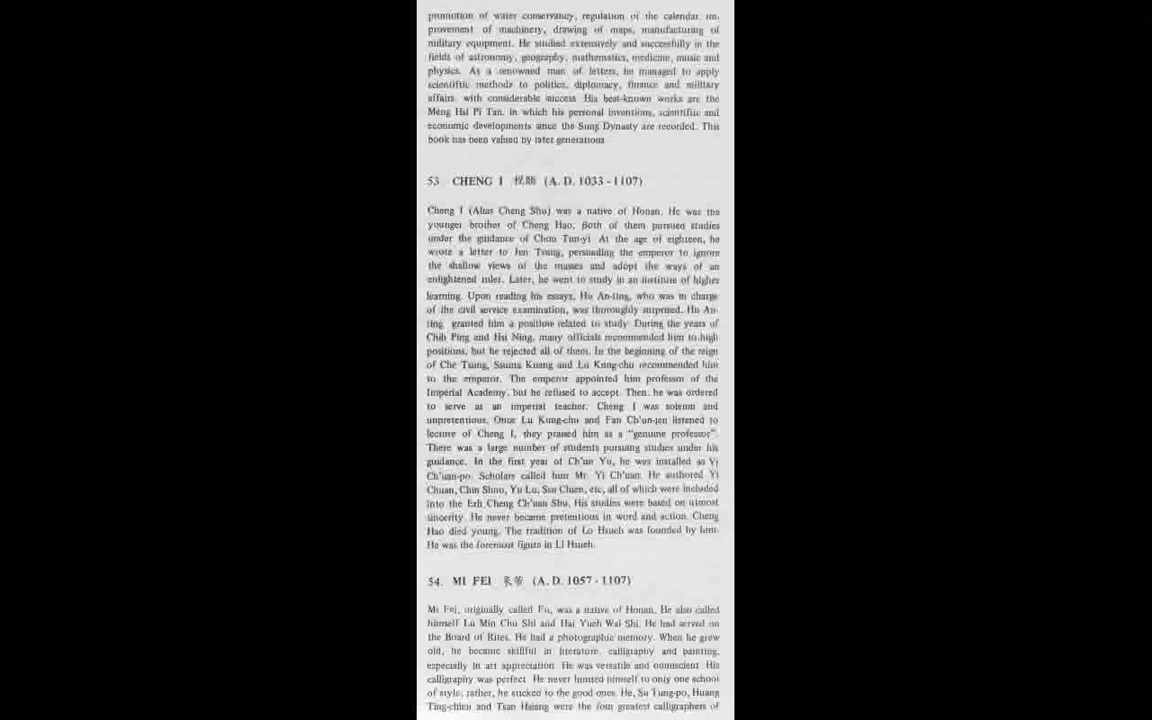 promotion of water conservancy, regulation of the calendar, im-
provement of machinery, drawing of maps, manufacturing of
military equipment. He studied extensively and successfully in the
fields of astronomy, geography, mathematics, medicine, music and
physics. As a renowned man of letters, he managed to apply
scientific methods to politics, diplomacy, finance and military
affairs with considerable success His best-known works are the
Meng Hsi Pi Tan, in which his personal inventions, scientific and
economic developments since the Sung Dynasty are recorded. This
book has been valued by later generations
53 CHENG I 程頤 (A. D. 1033 - 1107)
Cheng I (Alias Cheng Shu) was a native of Honan. He was the
younger brother of Cheng Hao. Both of them pursued studies
under the guidance of Chou Tun-yi At the age of eighteen, he
wrote a letter to Jen Tsung, persuading the emperor to ignore
the shallow views of the masses and adopt the ways of an
enlightened ruler. Later, he went to study in an institute of higher
learning. Upon reading his essays, Hu An-ting, who was in charge
of the civil service examination, was thoroughly surprised. Hu An-
ting granted him a position related to study During the years of
Chih Ping and Hsi Ning, many officials recommended him to high
positions, but he rejected all of them. In the beginning of the reign
of Che Tsung, Ssuma Kuang and Lu Kung-chu recommended him
to the emperor. The emperor appointed him professor of the
Imperial Academy, but he refused to accept. Then, he was ordered
to serve as an imperial teacher. Cheng I was solemn and
unpretentious. Once Lu Kung-chu and Fan Ch'un-jen listened to
lecture of Cheng I, they praised him as a "genuine professor".
There was a large number of students pursuing studies under his
guidance. In the first year of Ch'un Yu, he was installed as Yi
Ch'uan-po. Scholars called him Mr. Yi Ch'uan. He authored Yi
Chuan, Chin Shuo, Yu Lu, Ssu Chuen, etc, all of which were included
into the Erh Cheng Ch'uan Shu. His studies were based on utmost
sincerity. He never became pretentious in word and action. Cheng
Hao died young. The tradition of Lo Hsueh was founded by him.
He was the foremost figure in Li Hsueh.
54. MI FEI 米芾 (A. D. 1057 - 1107)
Mi Fei, originally called Fu, was a native of Honan. He also called
himself Lu Min Chu Shi and Hai Yueh Wai Shi. He had served on
the Board of Rites. He had a photographic memory. When he grew
old, he became skillful in literature, calligraphy and painting,
especially in art appreciation He was versatile and omniscient His
calligraphy was perfect He never limited himself to only one school
of style; rather, he sticked to the good ones. He, Su Tung-po, Huang
Ting-chien and Tsan Hsiang were the four greatest calligraphers of